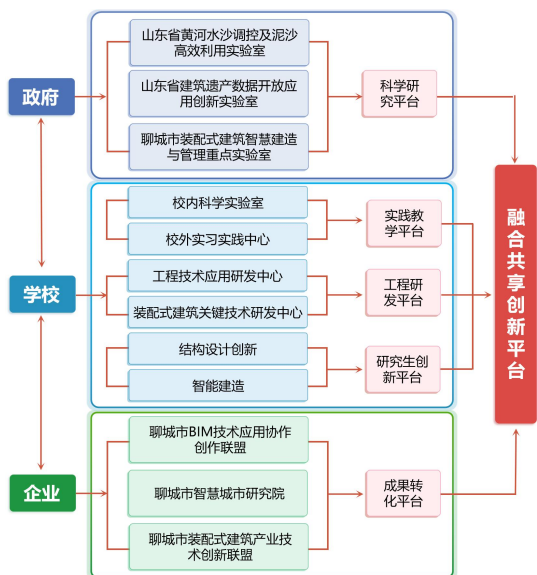 政府
山东省黄河水沙调控及泥沙
高效利用实验室
山东省建筑遗产数据开放应
用创新实验室
聊城市装配式建筑智慧建造
与管理重点实验室
科学研
究平台
学校
校内科学实验室
校外实习实践中心
工程技术应用研发中心
装配式建筑关键技术研发中心
结构设计创新
智能建造
实践教
学平台
工程研
发平台
研究生创
新平台
企业
聊城市BIM技术应用协作
创作联盟
聊城市智慧城市研究院
聊城市装配式建筑产业技
术创新联盟
成果转
化平台
融合共享创新平台